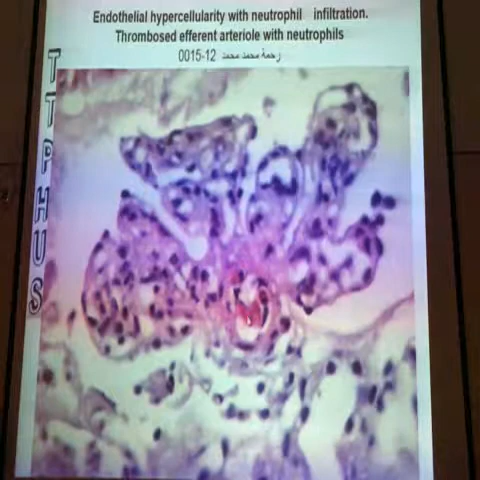 Endothelial hypercellularity with neutrophil infiltration.
Thrombosed efferent arteriole with neutrophils
0015-12 رحمة محمد محمد
TTPHUS